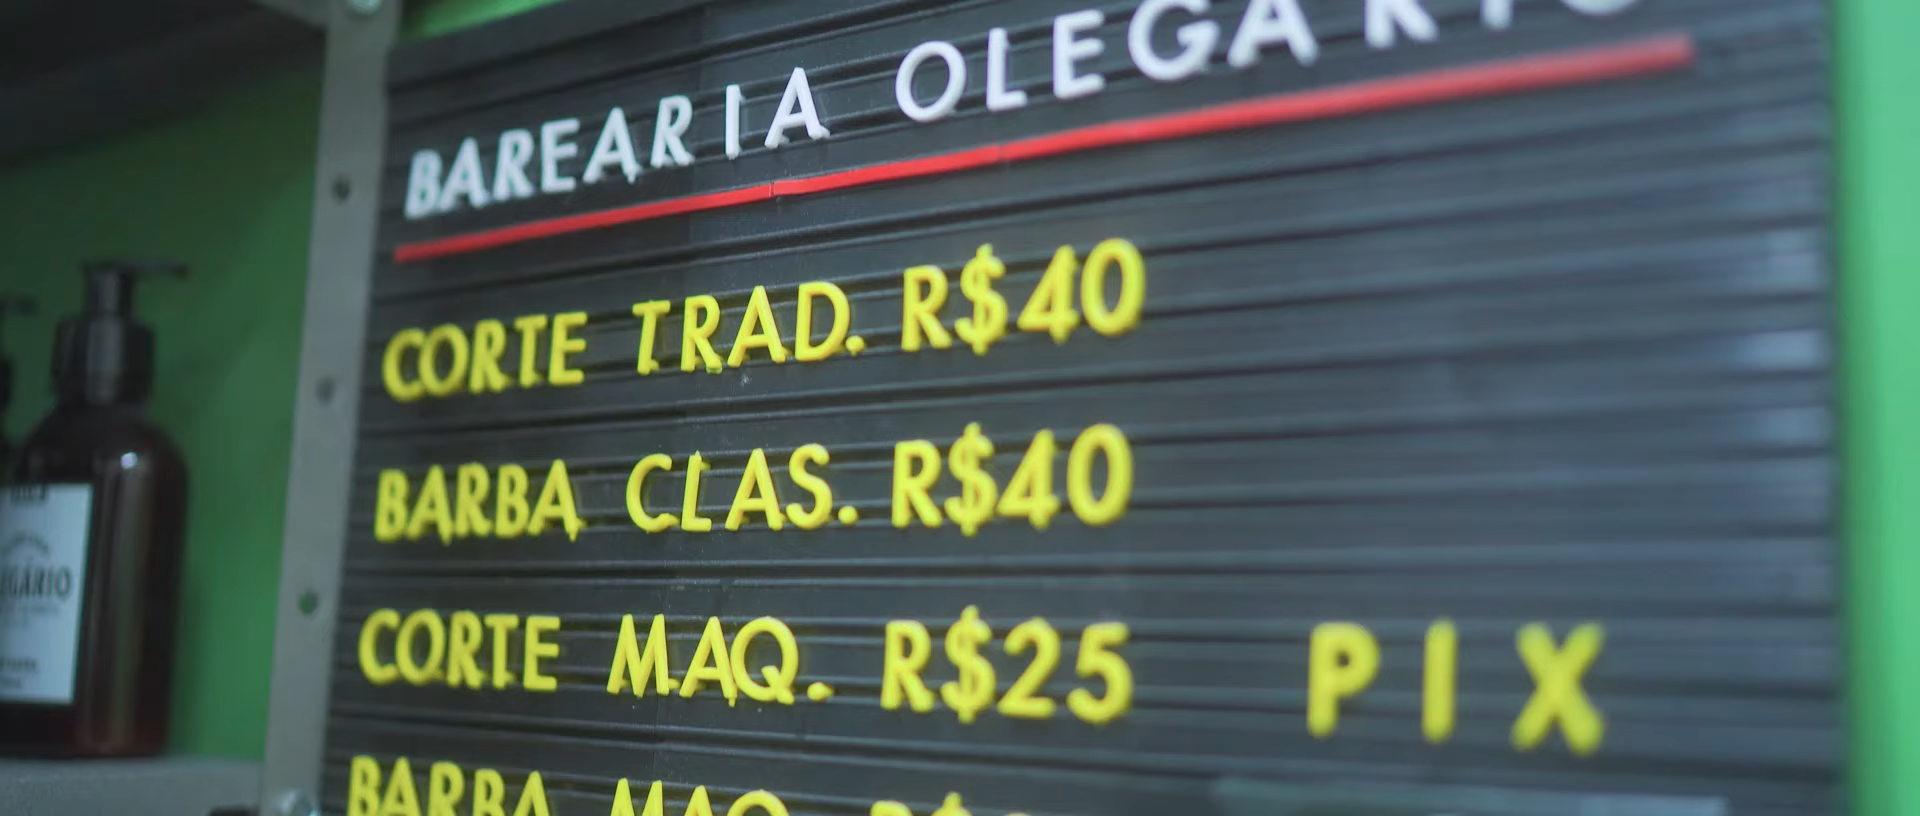 BAREARIA OLEGARIO
CORTE TRAD. R$40
BARBA CLAS. R$40
CORTE MAQ. R$25 PIX
BARBA MAQ. R$